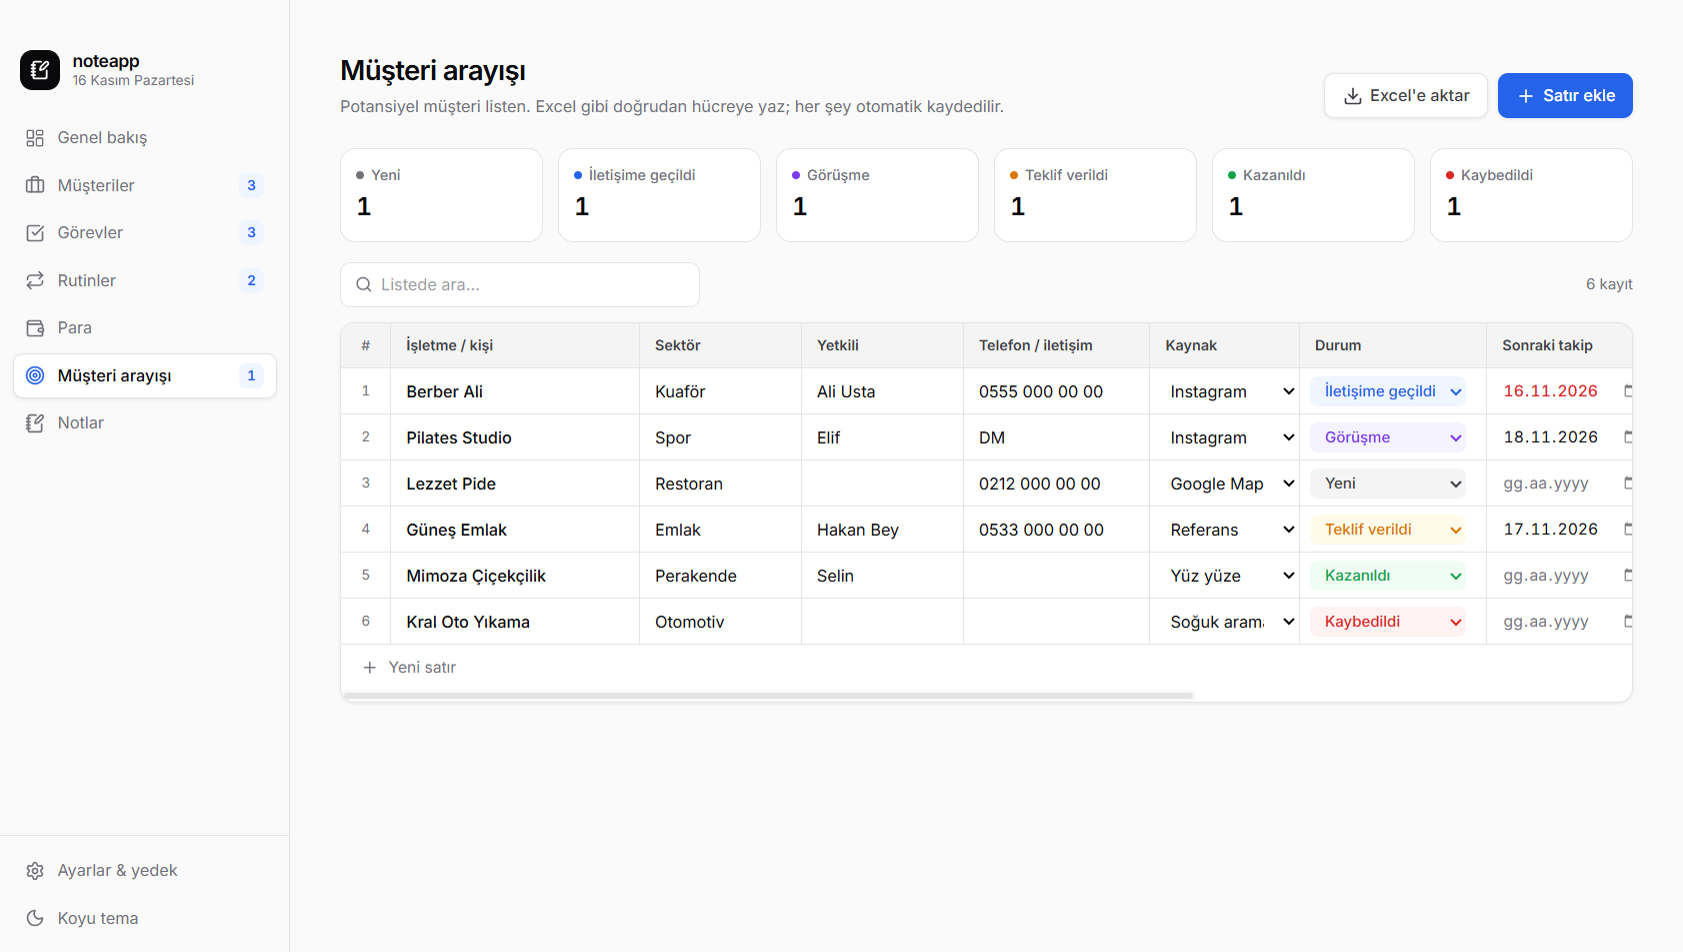 noteapp
16 Kasım Pazartesi
Genel bakış
Müşteriler 3
Görevler 3
Rutinler 2
Para
Müşteri arayışı 1
Notlar
Ayarlar & yedek
Koyu tema
Müşteri arayışı
Potansiyel müşteri listen. Excel gibi doğrudan hücreye yaz; her şey otomatik kaydedilir.
Excel'e aktar
Satır ekle
Yeni
1
İletişime geçildi
1
Görüşme
1
Teklif verildi
1
Kazanıldı
1
Kaybedildi
1
Listede ara...
6 kayıt
# İşletme / kişi Sektör Yetkili Telefon / iletişim Kaynak Durum Sonraki takip
1 Berber Ali Kuaför Ali Usta 0555 000 00 00 Instagram İletişime geçildi 16.11.2026
2 Pilates Studio Spor Elif DM Instagram Görüşme 18.11.2026
3 Lezzet Pide Restoran 0212 000 00 00 Google Map Yeni gg.aa.yyyy
4 Güneş Emlak Emlak Hakan Bey 0533 000 00 00 Referans Teklif verildi 17.11.2026
5 Mimoza Çiçekçilik Perakende Selin Yüz yüze Kazanıldı gg.aa.yyyy
6 Kral Oto Yıkama Otomotiv Soğuk aram Kaybedildi gg.aa.yyyy
Yeni satır